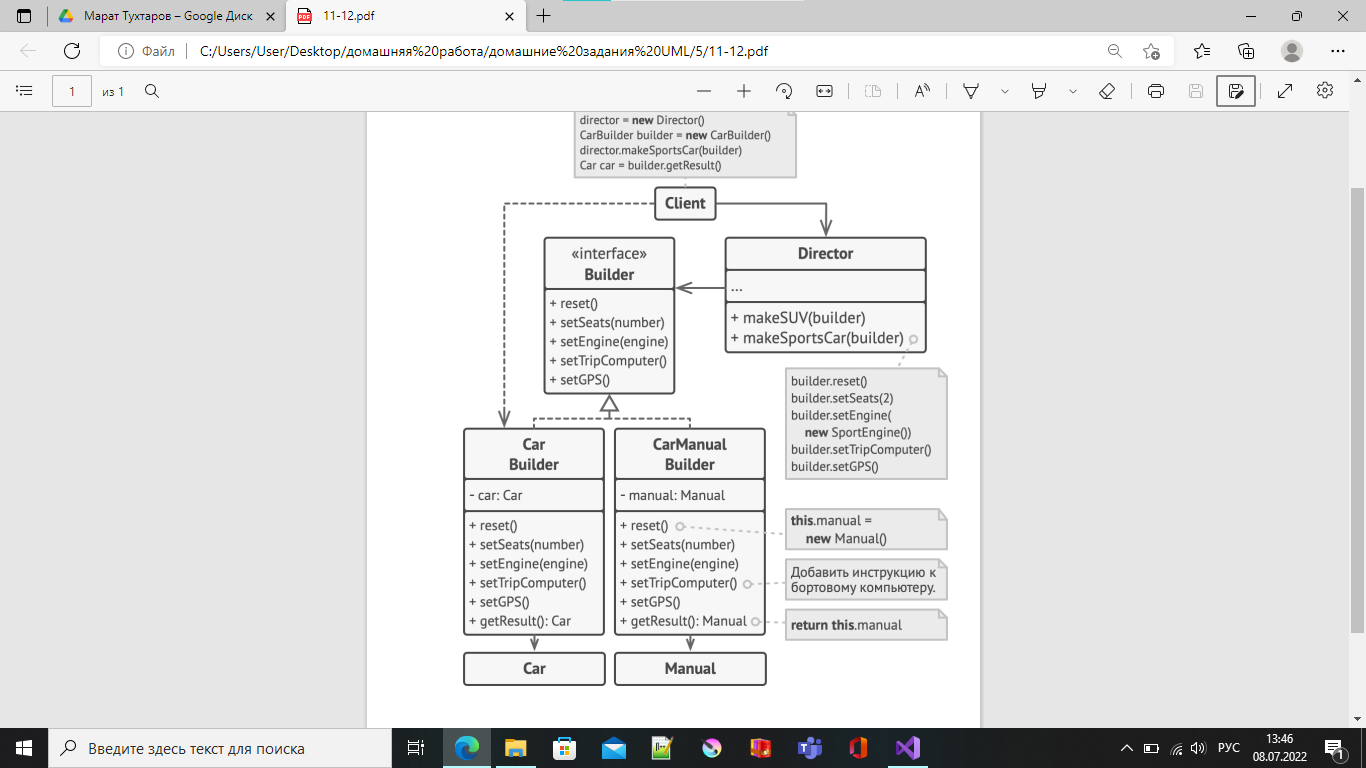 Марат Тухтаров – Google Диск
11-12.pdf
Файл
C:/Users/User/Desktop/домашняя%20работа/домашние%20задания%20UML/5/11-12.pdf
1
из 1
director = new Director()
CarBuilder builder = new CarBuilder()
director.makeSportsCar(builder)
Car car = builder.getResult()
Client
«interface»
Builder
+ reset()
+ setSeats(number)
+ setEngine(engine)
+ setTripComputer()
+ setGPS()
Director
...
+ makeSUV(builder)
+ makeSportsCar(builder)
builder.reset()
builder.setSeats(2)
builder.setEngine(
new SportEngine())
builder.setTripComputer()
builder.setGPS()
Car
Builder
- car: Car
+ reset()
+ setSeats(number)
+ setEngine(engine)
+ setTripComputer()
+ setGPS()
+ getResult(): Car
CarManual
Builder
- manual: Manual
+ reset()
+ setSeats(number)
+ setEngine(engine)
+ setTripComputer()
+ setGPS()
+ getResult(): Manual
this.manual =
new Manual()
Добавить инструкцию к
бортовому компьютеру.
return this.manual
Car
Manual
Введите здесь текст для поиска
РУС
13:46
08.07.2022
1